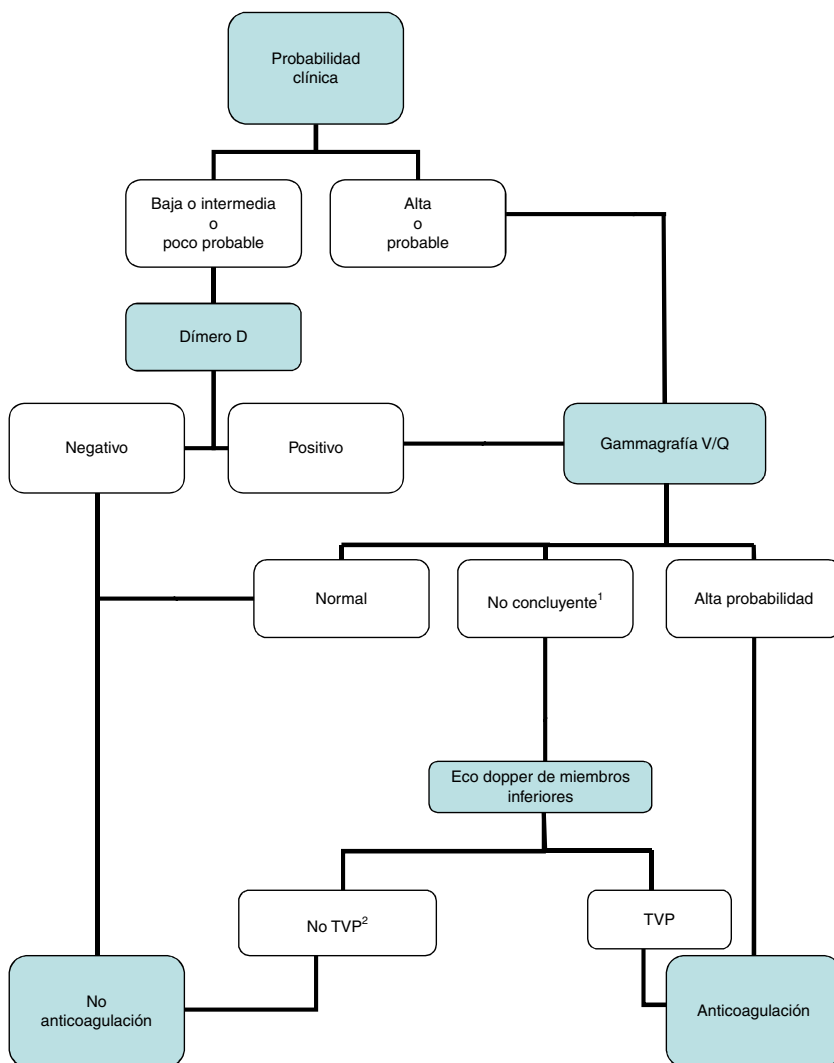 Probabilidad
clínica
Baja o intermedia
o
poco probable
Alta
o
probable
Dímero D
Negativo
Positivo
Gammagrafía V/Q
Normal
No concluyente¹
Alta probabilidad
Eco dopper de miembros
inferiores
No TVP²
TVP
No
anticoagulación
Anticoagulación